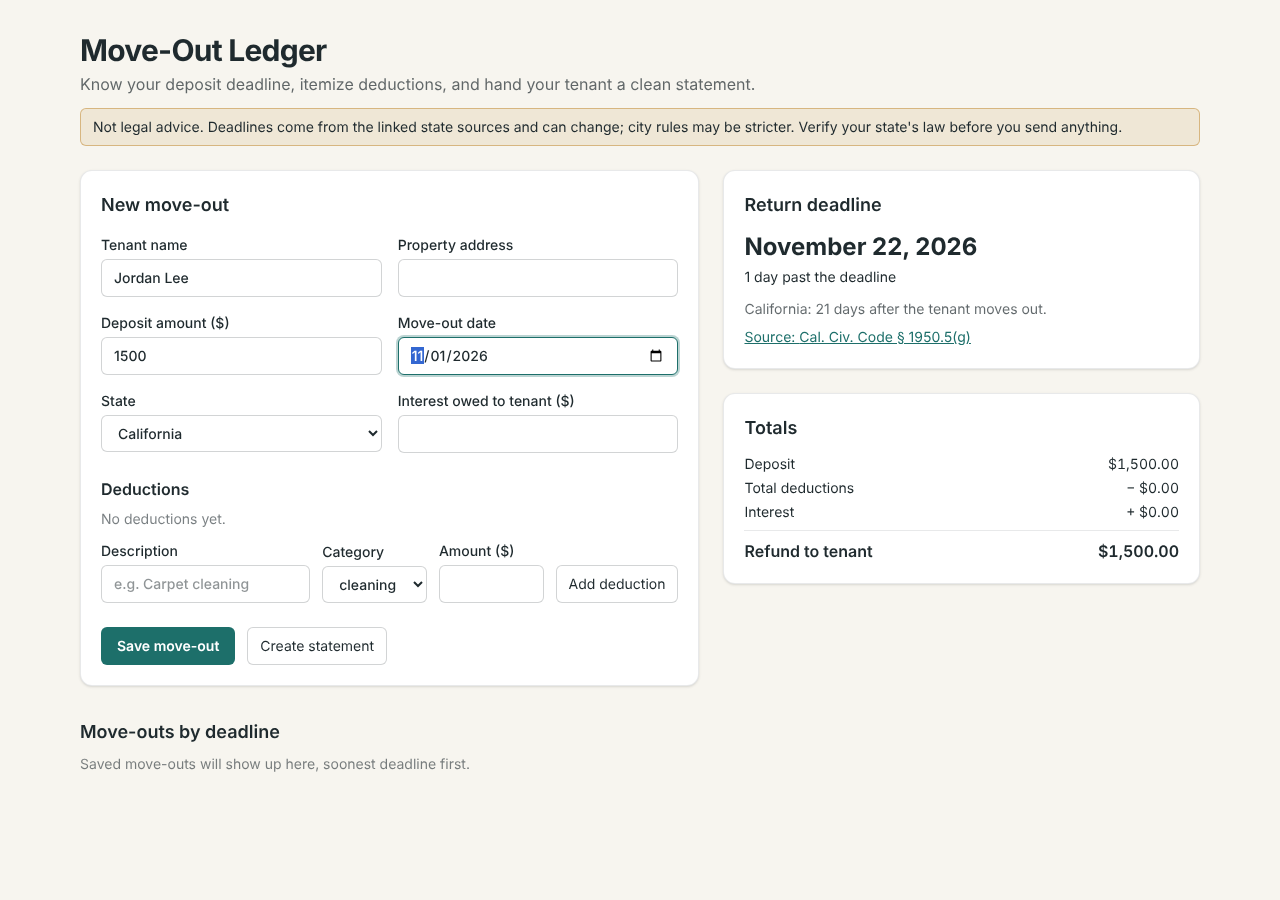 Move-Out Ledger
Know your deposit deadline, itemize deductions, and hand your tenant a clean statement.
Not legal advice. Deadlines come from the linked state sources and can change; city rules may be stricter. Verify your state's law before you send anything.
New move-out
Tenant name
Property address
Jordan Lee
Deposit amount ($)
Move-out date
1500
11/01/2026
State
Interest owed to tenant ($)
California
Deductions
No deductions yet.
Description
Category
Amount ($)
e.g. Carpet cleaning
cleaning
Add deduction
Save move-out
Create statement
Return deadline
November 22, 2026
1 day past the deadline
California: 21 days after the tenant moves out.
Source: Cal. Civ. Code § 1950.5(g)
Totals
Deposit $1,500.00
Total deductions − $0.00
Interest + $0.00
Refund to tenant $1,500.00
Move-outs by deadline
Saved move-outs will show up here, soonest deadline first.